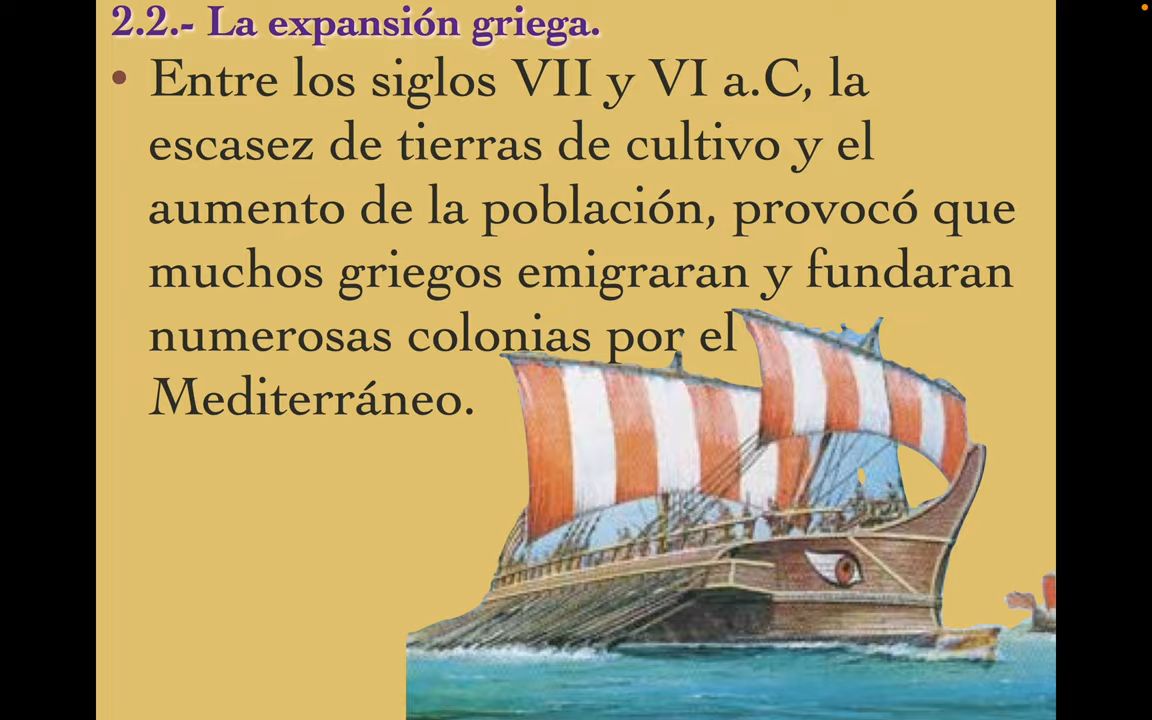 2.2.- La expansión griega.
• Entre los siglos VII y VI a.C, la
escasez de tierras de cultivo y el
aumento de la población, provocó que
muchos griegos emigraran y fundaran
numerosas colonias por el
Mediterráneo.